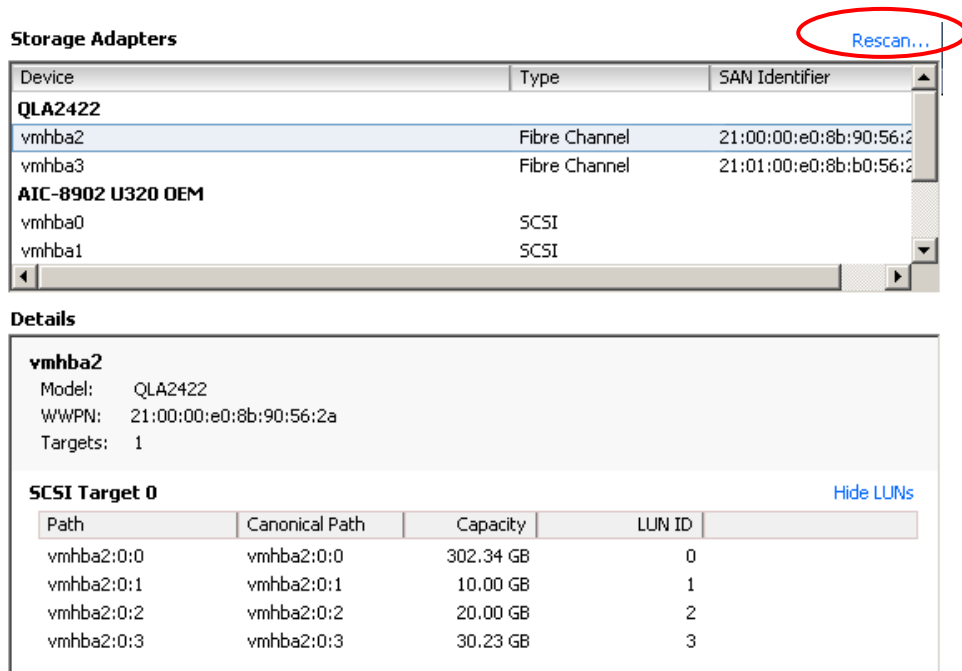 Storage Adapters Rescan...
Device Type SAN Identifier
QLA2422
vmhba2 Fibre Channel 21:00:00:e0:8b:90:56:2
vmhba3 Fibre Channel 21:01:00:e0:8b:b0:56:2
AIC-8902 U320 OEM
vmhba0 SCSI
vmhba1 SCSI
Details
vmhba2
Model: QLA2422
WWPN: 21:00:00:e0:8b:90:56:2a
Targets: 1
SCSI Target 0 Hide LUNs
Path Canonical Path Capacity LUN ID
vmhba2:0:0 vmhba2:0:0 302.34 GB 0
vmhba2:0:1 vmhba2:0:1 10.00 GB 1
vmhba2:0:2 vmhba2:0:2 20.00 GB 2
vmhba2:0:3 vmhba2:0:3 30.23 GB 3